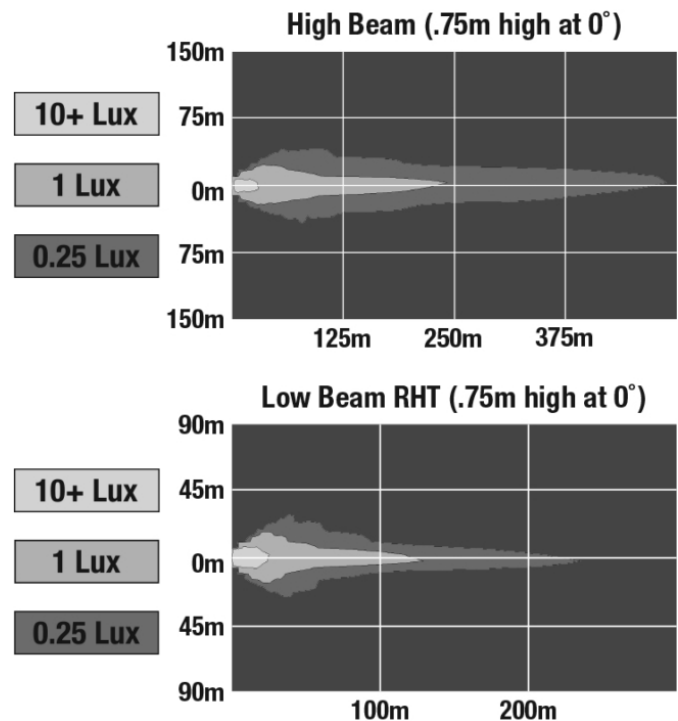 High Beam (.75m high at 0°)
150m
10+ Lux
75m
1 Lux
0m
0.25 Lux
75m
150m
125m 250m 375m
Low Beam RHT (.75m high at 0°)
90m
10+ Lux
45m
1 Lux
0m
0.25 Lux
45m
90m
100m 200m